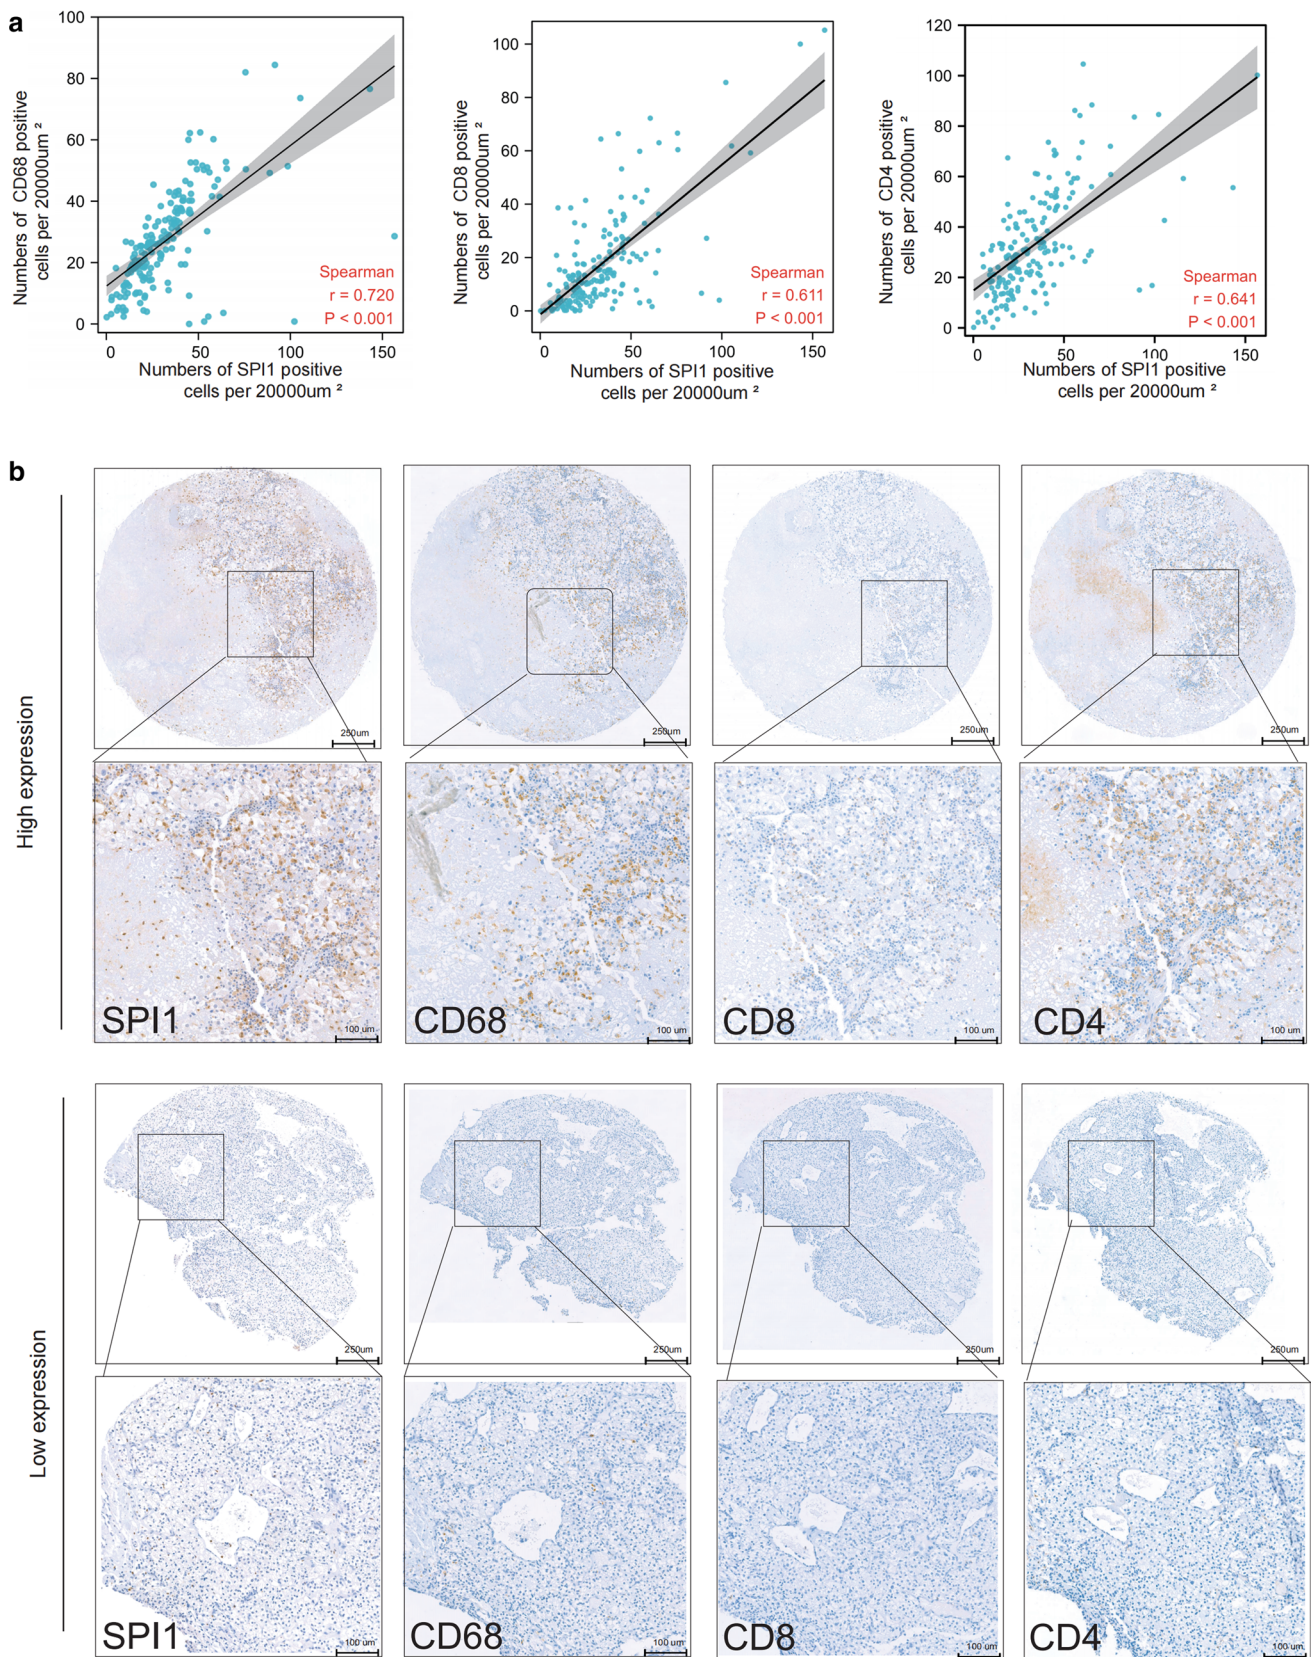 a
100
80
60
40
20
0
Numbers of CD68 positive
cells per 20000um ²
Spearman
r = 0.720
P < 0.001
0 50 100 150
Numbers of SPI1 positive
cells per 20000um ²
100
80
60
40
20
0
Numbers of CD8 positive
cells per 20000um ²
Spearman
r = 0.611
P < 0.001
0 50 100 150
Numbers of SPI1 positive
cells per 20000um ²
120
100
80
60
40
20
0
Numbers of CD4 positive
cells per 20000um ²
Spearman
r = 0.641
P < 0.001
0 50 100 150
Numbers of SPI1 positive
cells per 20000um ²
b
High expression
250um
250um
250um
250um
SPI1
100 um
CD68
100 um
CD8
100 um
CD4
100 um
Low expression
250um
250um
250um
250um
SPI1
100 um
CD68
100 um
CD8
100 um
CD4
100 um